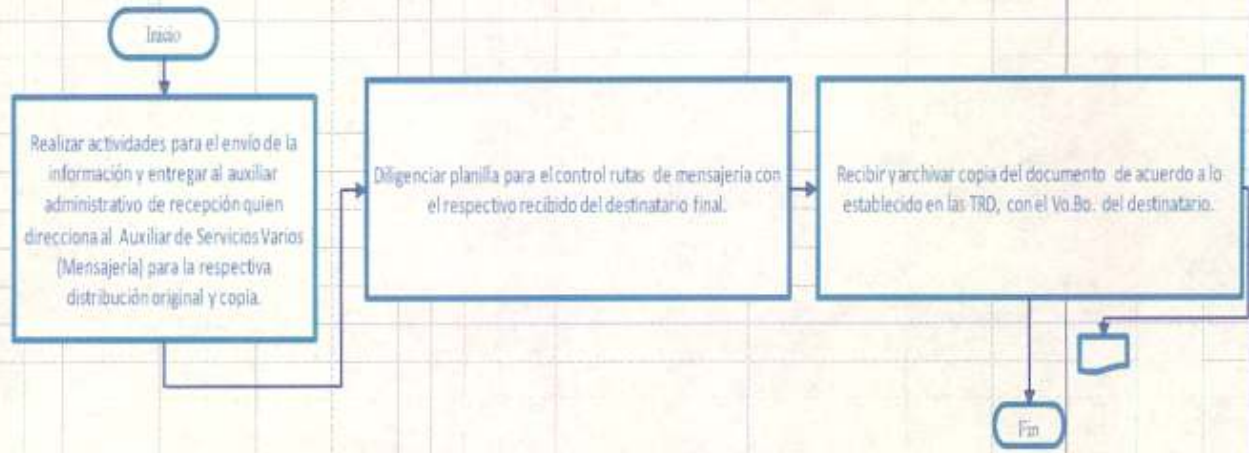 Inicio
Realizar actividades para el envío de la
información y entregar al auxiliar
administrativo de recepción quien
direcciona al Auxiliar de Servicios Varios
(Mensajería) para la respectiva
distribución original y copia.
Diligenciar planilla para el control rutas de mensajería con
el respectivo recibido del destinatario final.
Recibir y archivar copia del documento de acuerdo a lo
establecido en las TRD, con el Vo.Bo. del destinatario.
Fin